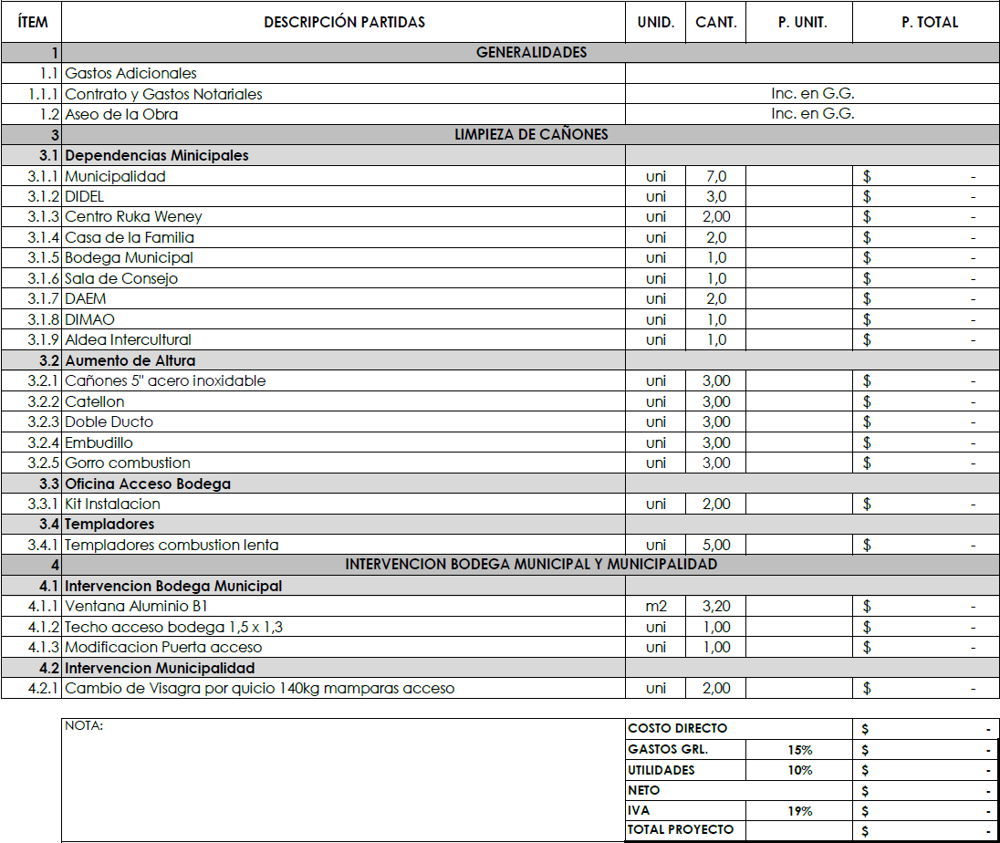 ÍTEM DESCRIPCIÓN PARTIDAS UNID. CANT. P. UNIT. P. TOTAL
1 GENERALIDADES
1.1 Gastos Adicionales
1.1.1 Contrato y Gastos Notariales Inc. en G.G.
1.2 Aseo de la Obra Inc. en G.G.
3 LIMPIEZA DE CAÑONES
3.1 Dependencias Minicipales
3.1.1 Municipalidad uni 7,0 $ -
3.1.2 DIDEL uni 3,0 $ -
3.1.3 Centro Ruka Weney uni 2,00 $ -
3.1.4 Casa de la Familia uni 2,0 $ -
3.1.5 Bodega Municipal uni 1,0 $ -
3.1.6 Sala de Consejo uni 1,0 $ -
3.1.7 DAEM uni 2,0 $ -
3.1.8 DIMAO uni 1,0 $ -
3.1.9 Aldea Intercultural uni 1,0 $ -
3.2 Aumento de Altura
3.2.1 Cañones 5" acero inoxidable uni 3,00 $ -
3.2.2 Catellon uni 3,00 $ -
3.2.3 Doble Ducto uni 3,00 $ -
3.2.4 Embudillo uni 3,00 $ -
3.2.5 Gorro combustion uni 3,00 $ -
3.3 Oficina Acceso Bodega
3.3.1 Kit Instalacion uni 2,00 $ -
3.4 Templadores
3.4.1 Templadores combustion lenta uni 5,00 $ -
4 INTERVENCION BODEGA MUNICIPAL Y MUNICIPALIDAD
4.1 Intervencion Bodega Municipal
4.1.1 Ventana Aluminio B1 m2 3,20 $ -
4.1.2 Techo acceso bodega 1,5 x 1,3 uni 1,00 $ -
4.1.3 Modificacion Puerta acceso uni 1,00 $ -
4.2 Intervencion Municipalidad
4.2.1 Cambio de Visagra por quicio 140kg mamparas acceso uni 2,00 $ -
NOTA:
COSTO DIRECTO $ -
GASTOS GRL. 15% $ -
UTILIDADES 10% $ -
NETO $ -
IVA 19% $ -
TOTAL PROYECTO $ -